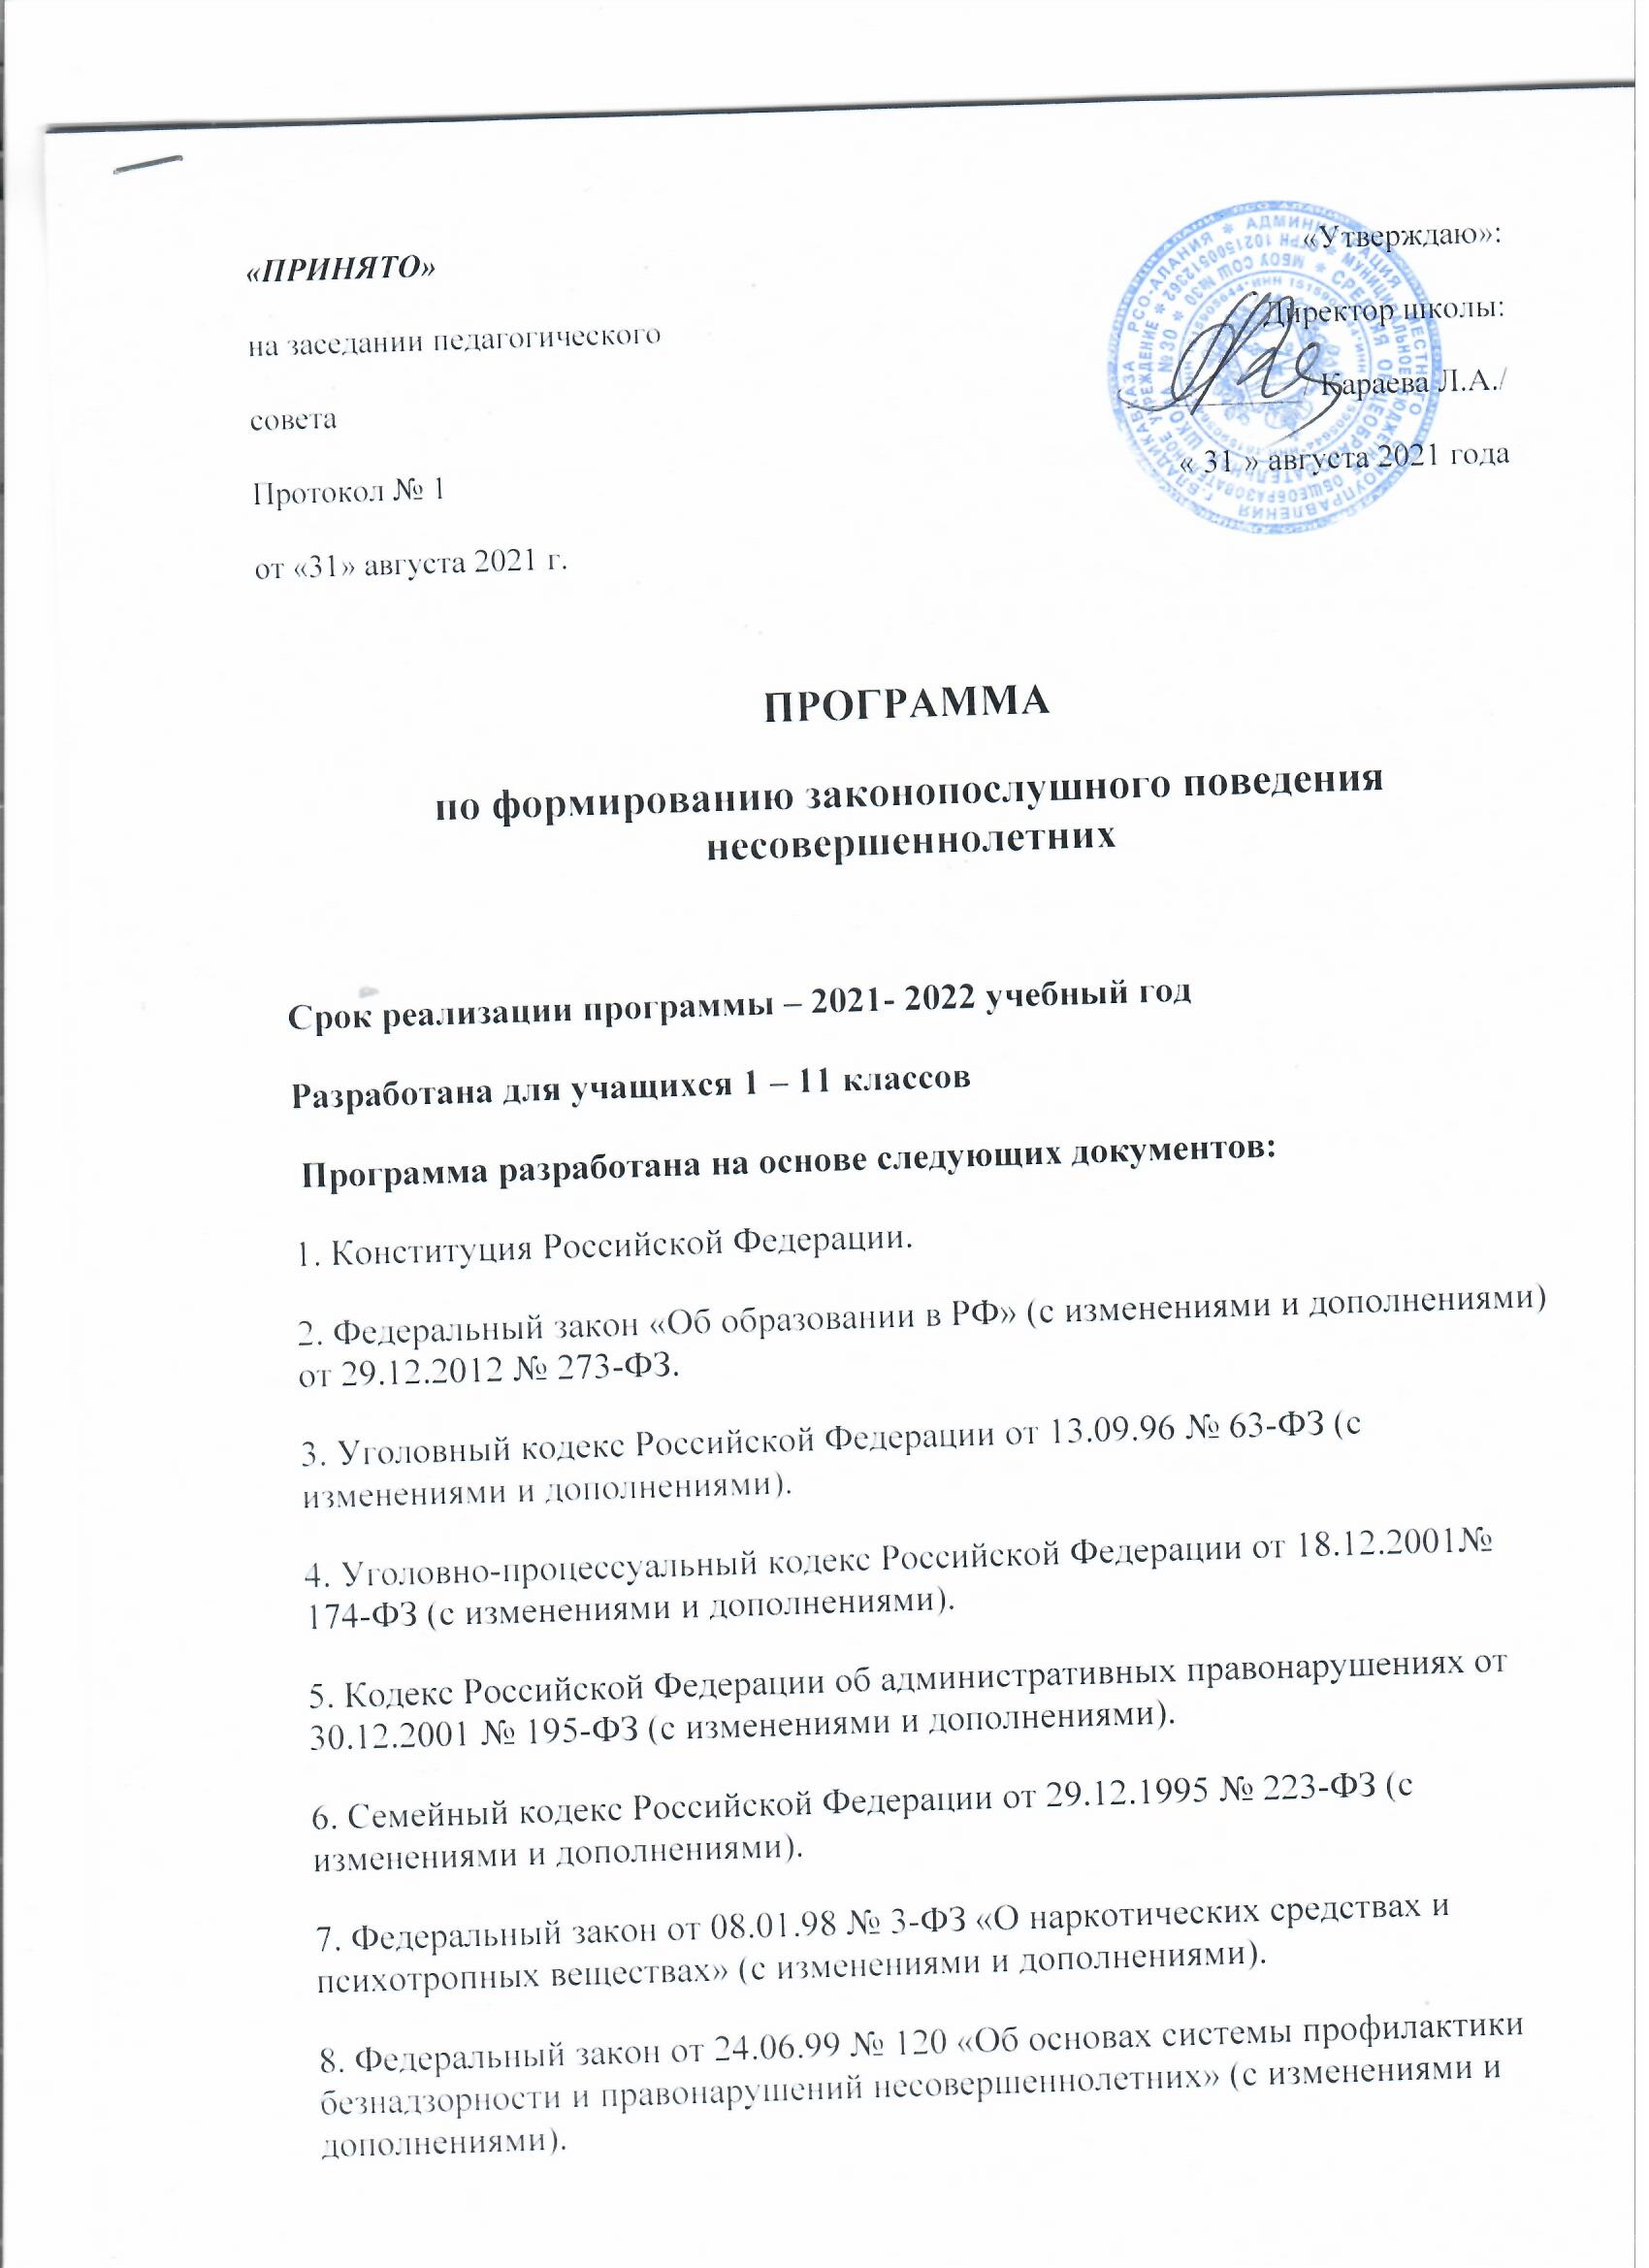 «ПРИНЯТО»
на заседании педагогического
совета
Протокол № 1
от «31» августа 2021 г.
«Утверждаю»:
Директор школы:
/ Караева Л.А./
« 31 » августа 2021 года
ПРОГРАММА
по формированию законопослушного поведения
несовершеннолетних
Срок реализации программы – 2021- 2022 учебный год
Разработана для учащихся 1 – 11 классов
Программа разработана на основе следующих документов:
1. Конституция Российской Федерации.
2. Федеральный закон «Об образовании в РФ» (с изменениями и дополнениями)
от 29.12.2012 № 273-ФЗ.
3. Уголовный кодекс Российской Федерации от 13.09.96 № 63-ФЗ (с
изменениями и дополнениями).
4. Уголовно-процессуальный кодекс Российской Федерации от 18.12.2001№
174-ФЗ (с изменениями и дополнениями).
5. Кодекс Российской Федерации об административных правонарушениях от
30.12.2001 № 195-ФЗ (с изменениями и дополнениями).
6. Семейный кодекс Российской Федерации от 29.12.1995 № 223-ФЗ (с
изменениями и дополнениями).
7. Федеральный закон от 08.01.98 № 3-ФЗ «О наркотических средствах и
психотропных веществах» (с изменениями и дополнениями).
8. Федеральный закон от 24.06.99 № 120 «Об основах системы профилактики
безнадзорности и правонарушений несовершеннолетних» (с изменениями и
дополнениями).